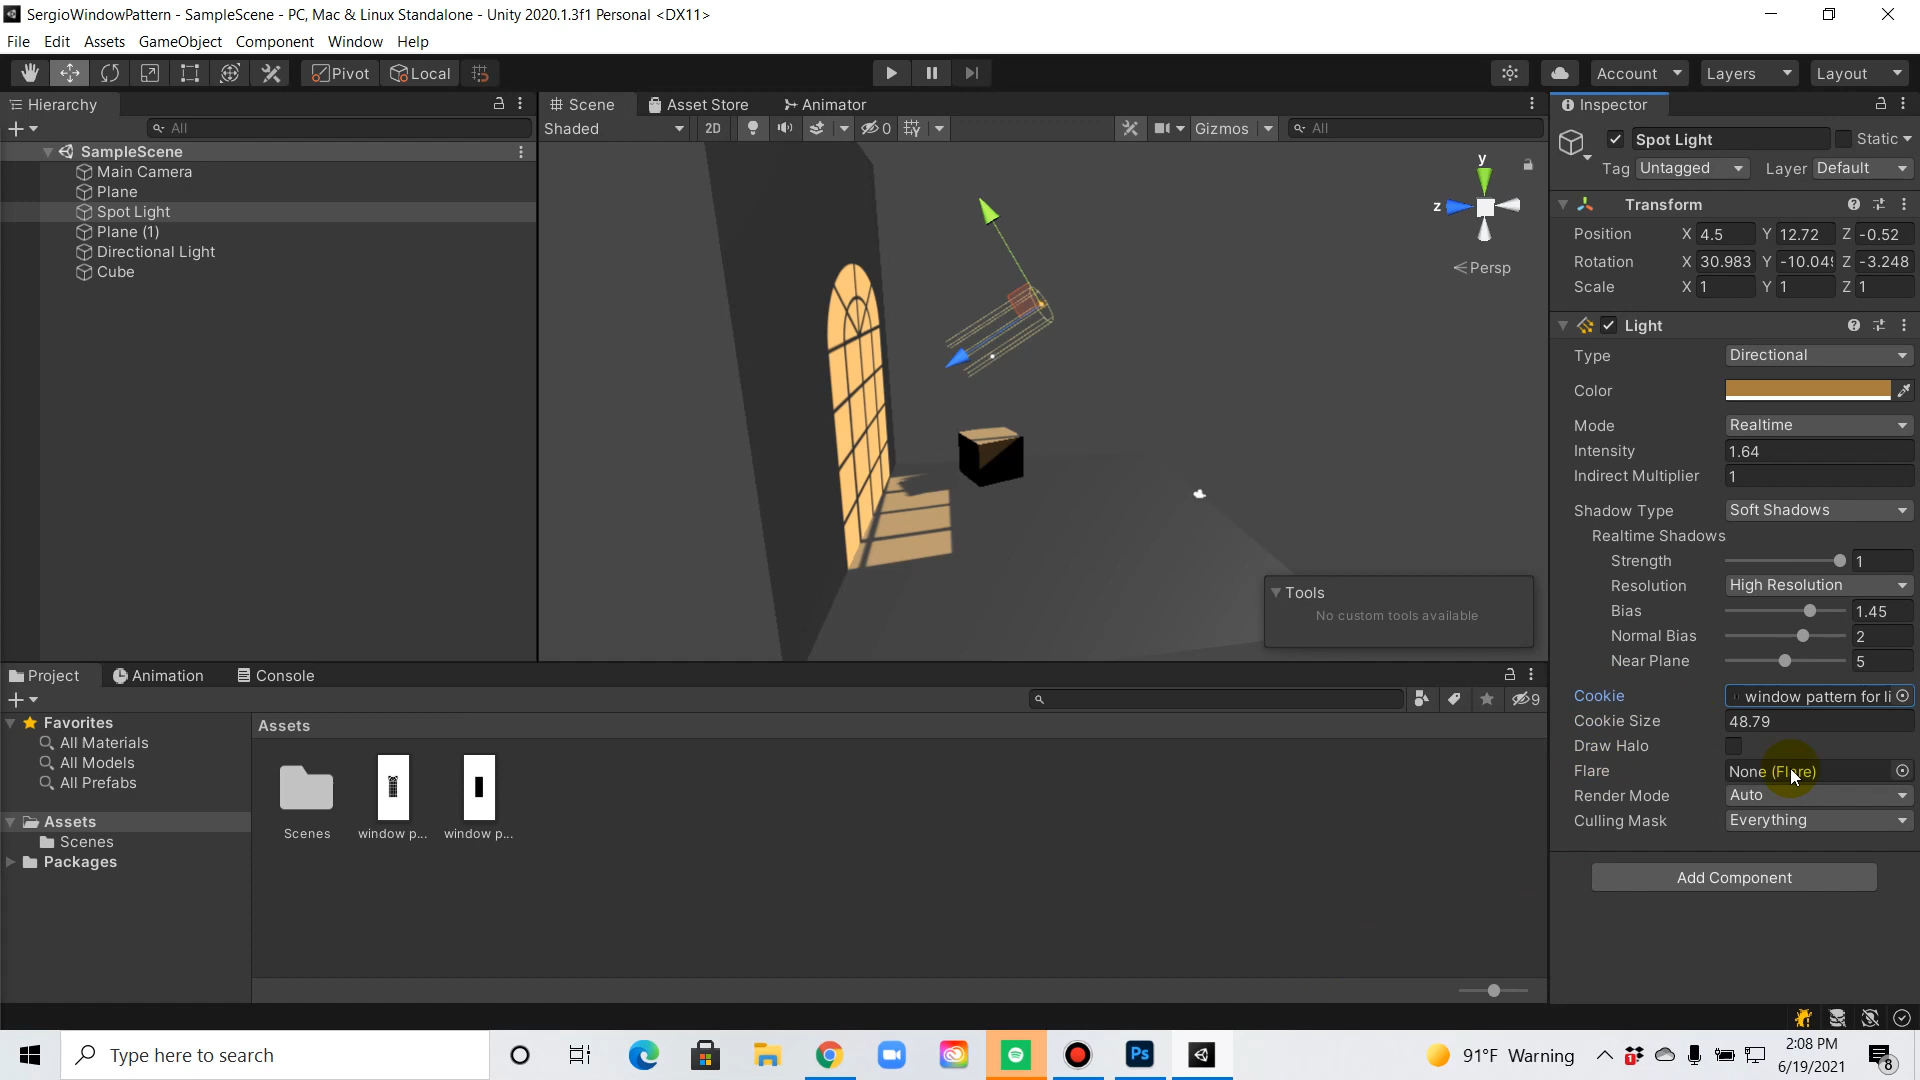 SergioWindowPattern - SampleScene - PC, Mac & Linux Standalone - Unity 2020.1.3f1 Personal <DX11>
File Edit Assets GameObject Component Window Help
Pivot Local Account Layers Layout
Hierarchy
All
SampleScene
Main Camera
Plane
Spot Light
Plane (1)
Directional Light
Cube
Scene Asset Store Animator
Shaded 2D 0 Gizmos All
y
z
Persp
Tools
No custom tools available
Inspector
Spot Light Static
Tag Untagged Layer Default
Transform
Position X 4.5 Y 12.72 Z -0.52
Rotation X 30.983 Y -10.049 Z -3.248
Scale X 1 Y 1 Z 1
Light
Type Directional
Color
Mode Realtime
Intensity 1.64
Indirect Multiplier 1
Shadow Type Soft Shadows
Realtime Shadows
Strength 1
Resolution High Resolution
Bias 1.45
Normal Bias 2
Near Plane 5
Cookie window pattern for li
Cookie Size 48.79
Draw Halo
Flare None (Flare)
Render Mode Auto
Culling Mask Everything
Add Component
Project Animation Console
9
Favorites
All Materials
All Models
All Prefabs
Assets
Scenes
Packages
Assets
Scenes window p... window p...
Type here to search
Ps
91°F Warning
1
2:08 PM
6/19/2021
8